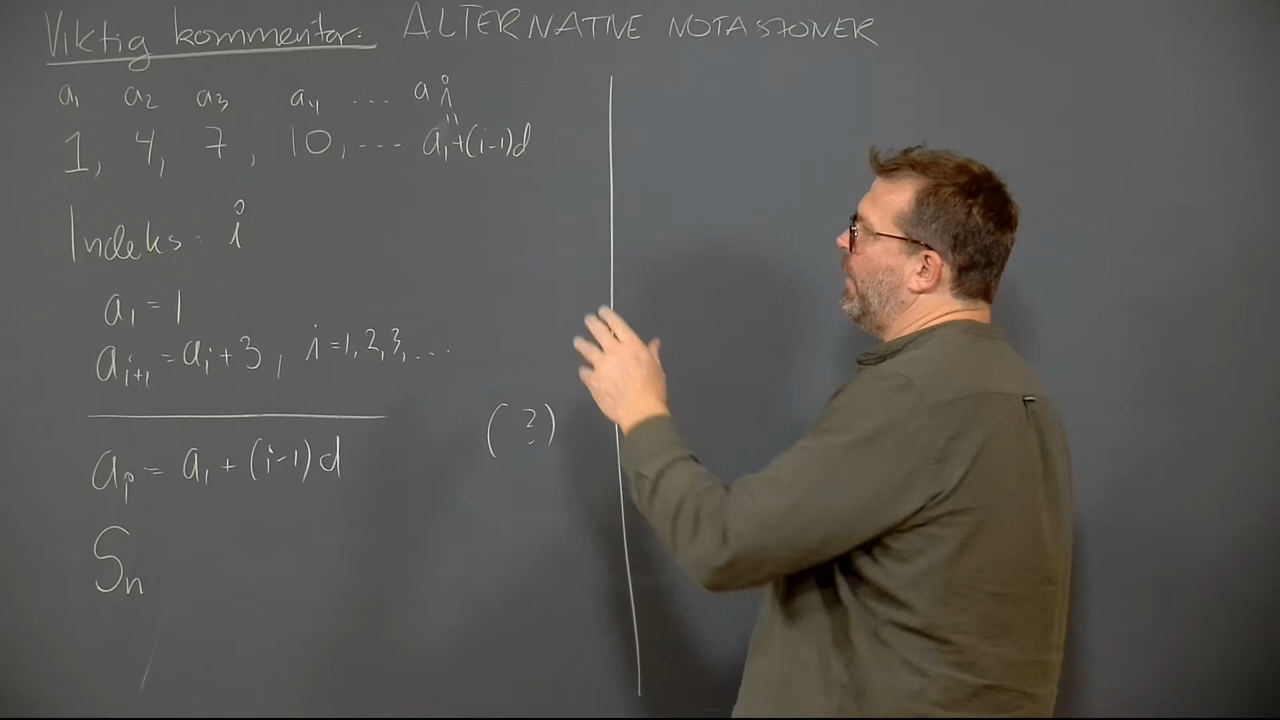 Viktig kommentar: ALTERNATIVE NOTASJONER
a₁ a₂ a₃ a₄ ... aᵢ
"
1, 4, 7, 10, ... a₁+(i-1)d
Indeks: i
a₁ = 1
aᵢ₊₁ = aᵢ + 3, i = 1, 2, 3, ...
(?)
aₚ = a₁ + (i-1)d
Sₙ